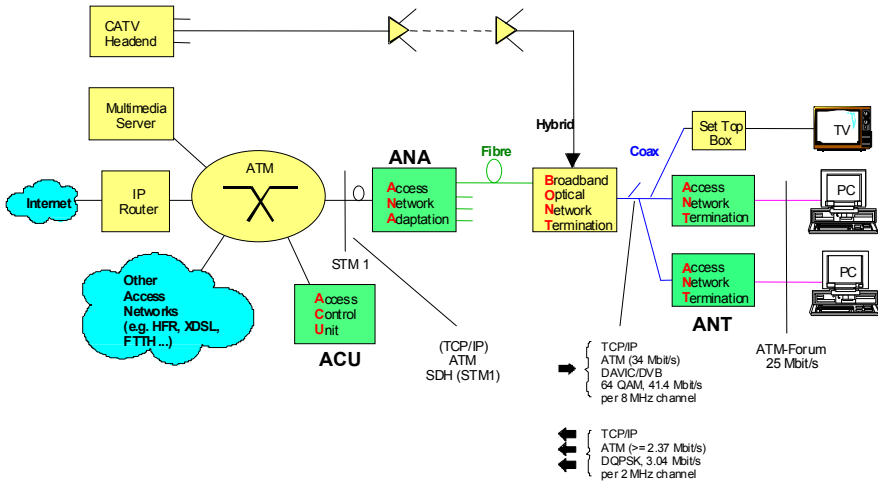 CATV
Headend
Multimedia
Server
ATM
Internet
IP
Router
Other
Access
Networks
(e.g. HFR, XDSL,
FTTH ...)
Access
Control
Unit
ACU
STM 1
ANA
Access
Network
Adaptation
(TCP/IP)
ATM
SDH (STM1)
Fibre
Hybrid
Broadband
Optical
Network
Termination
Coax
Set Top
Box
TV
Access
Network
Termination
PC
Access
Network
Termination
PC
ANT
TCP/IP
ATM (34 Mbit/s)
DAVIC/DVB
64 QAM, 41.4 Mbit/s
per 8 MHz channel
ATM-Forum
25 Mbit/s
TCP/IP
ATM (>= 2.37 Mbit/s)
DQPSK, 3.04 Mbit/s
per 2 MHz channel